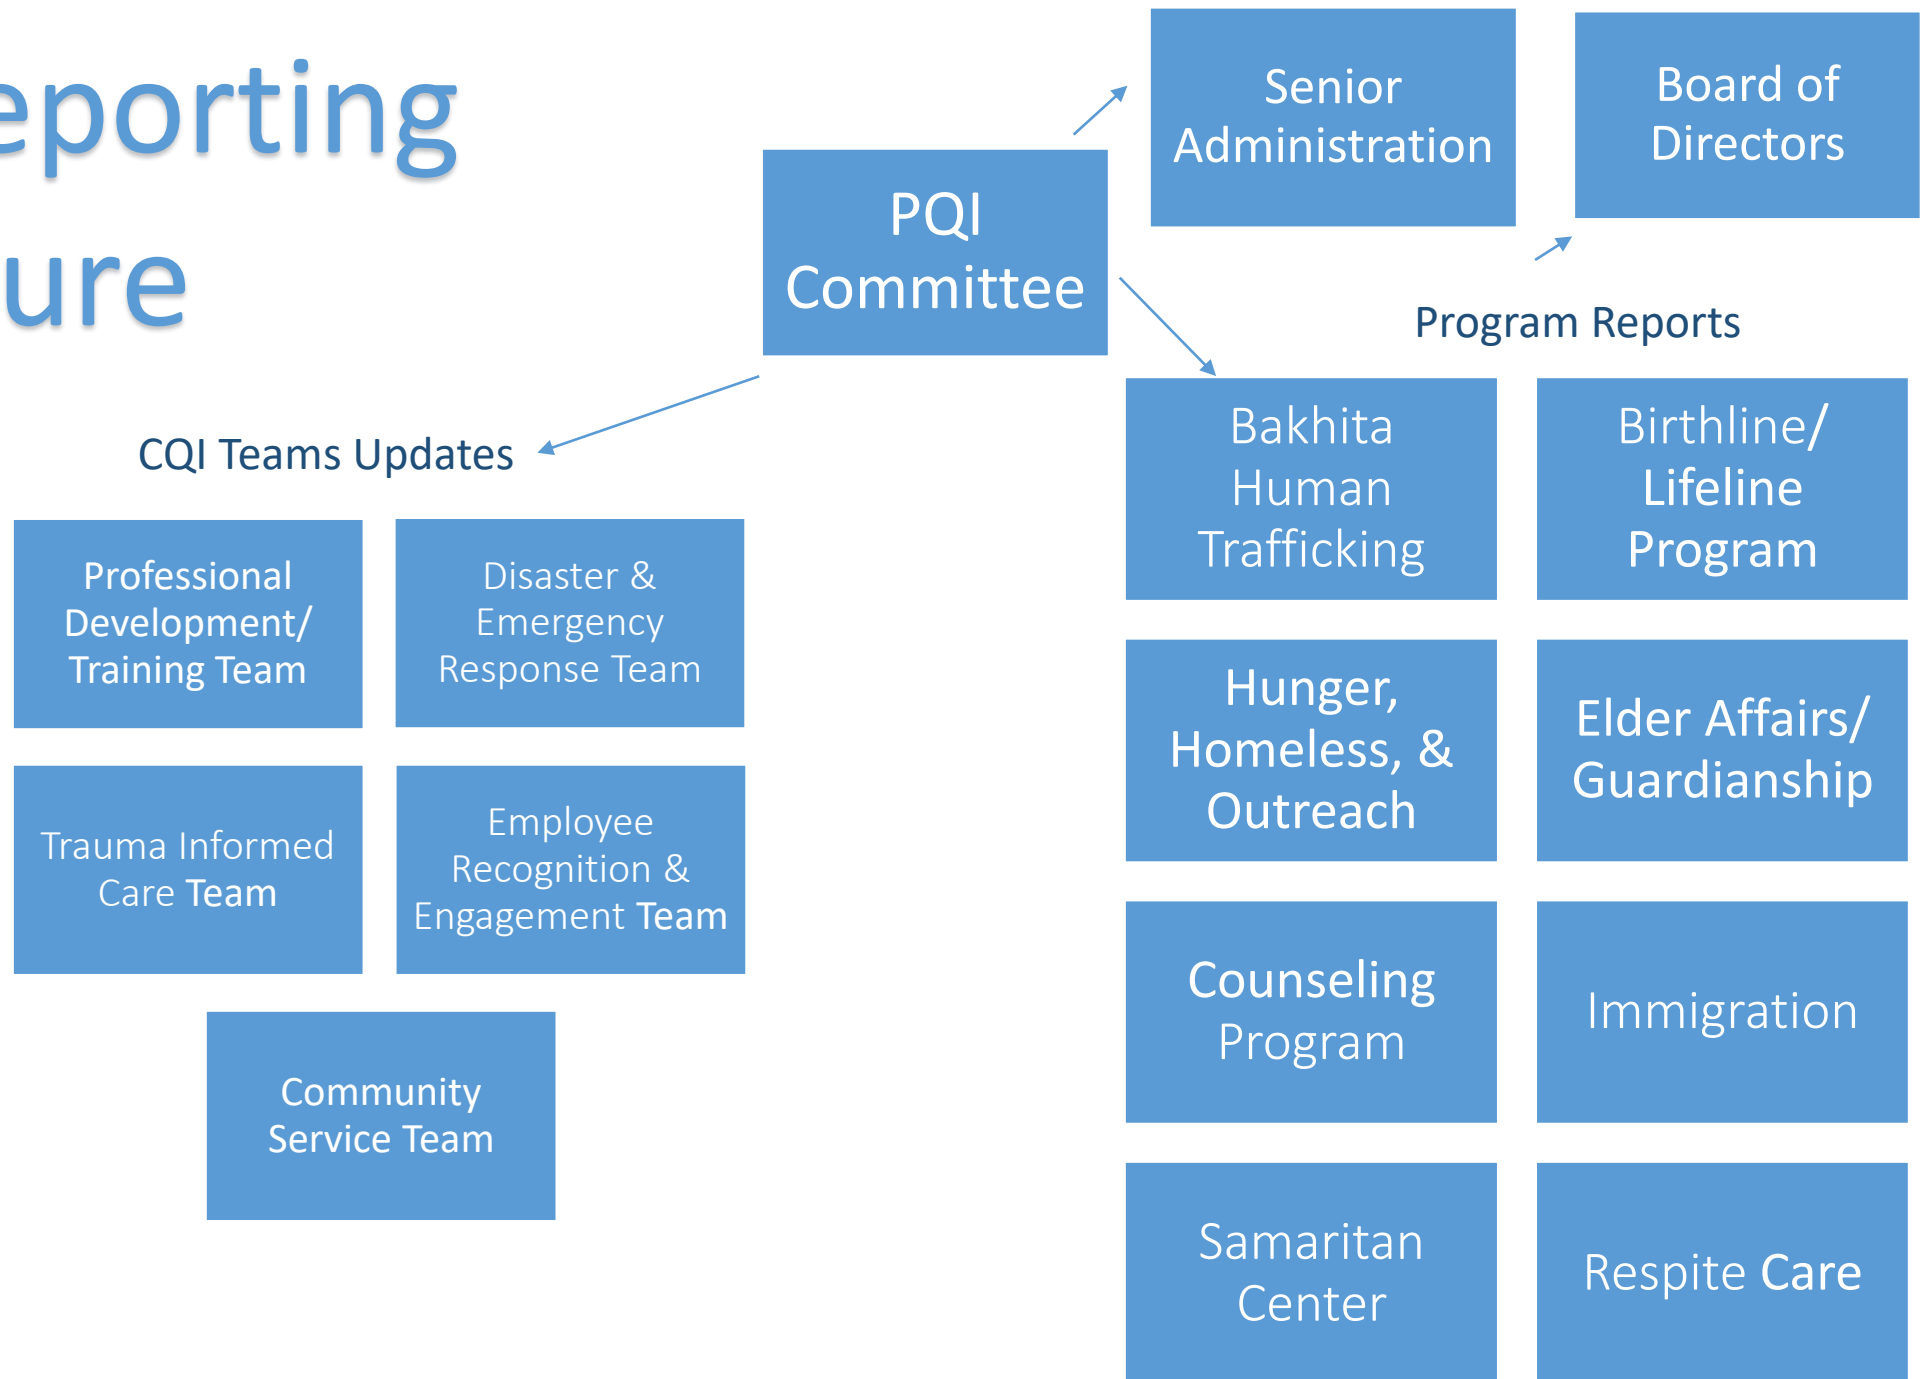 eporting
ure
PQI
Committee
Senior
Administration
Board of
Directors
CQI Teams Updates
Professional
Development/
Training Team
Disaster &
Emergency
Response Team
Trauma Informed
Care Team
Employee
Recognition &
Engagement Team
Community
Service Team
Program Reports
Bakhita
Human
Trafficking
Birthline/
Lifeline
Program
Hunger,
Homeless, &
Outreach
Elder Affairs/
Guardianship
Counseling
Program
Immigration
Samaritan
Center
Respite Care